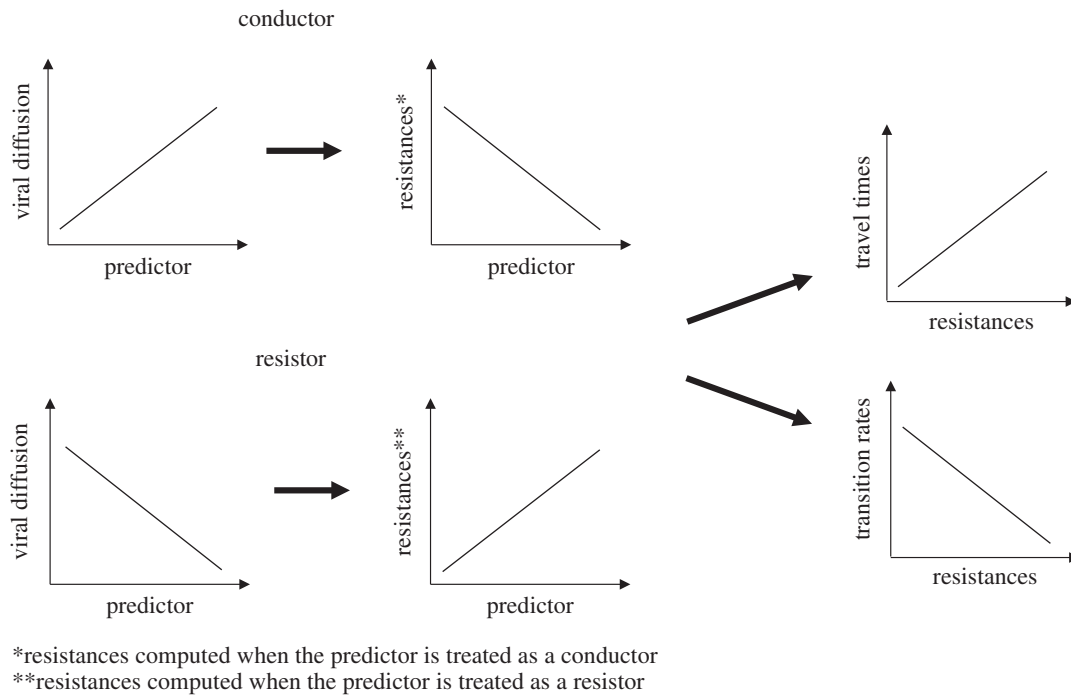 conductor
viral diffusion
predictor
resistances*
predictor
travel times
resistances
resistor
viral diffusion
predictor
resistances**
predictor
transition rates
resistances
*resistances computed when the predictor is treated as a conductor
**resistances computed when the predictor is treated as a resistor